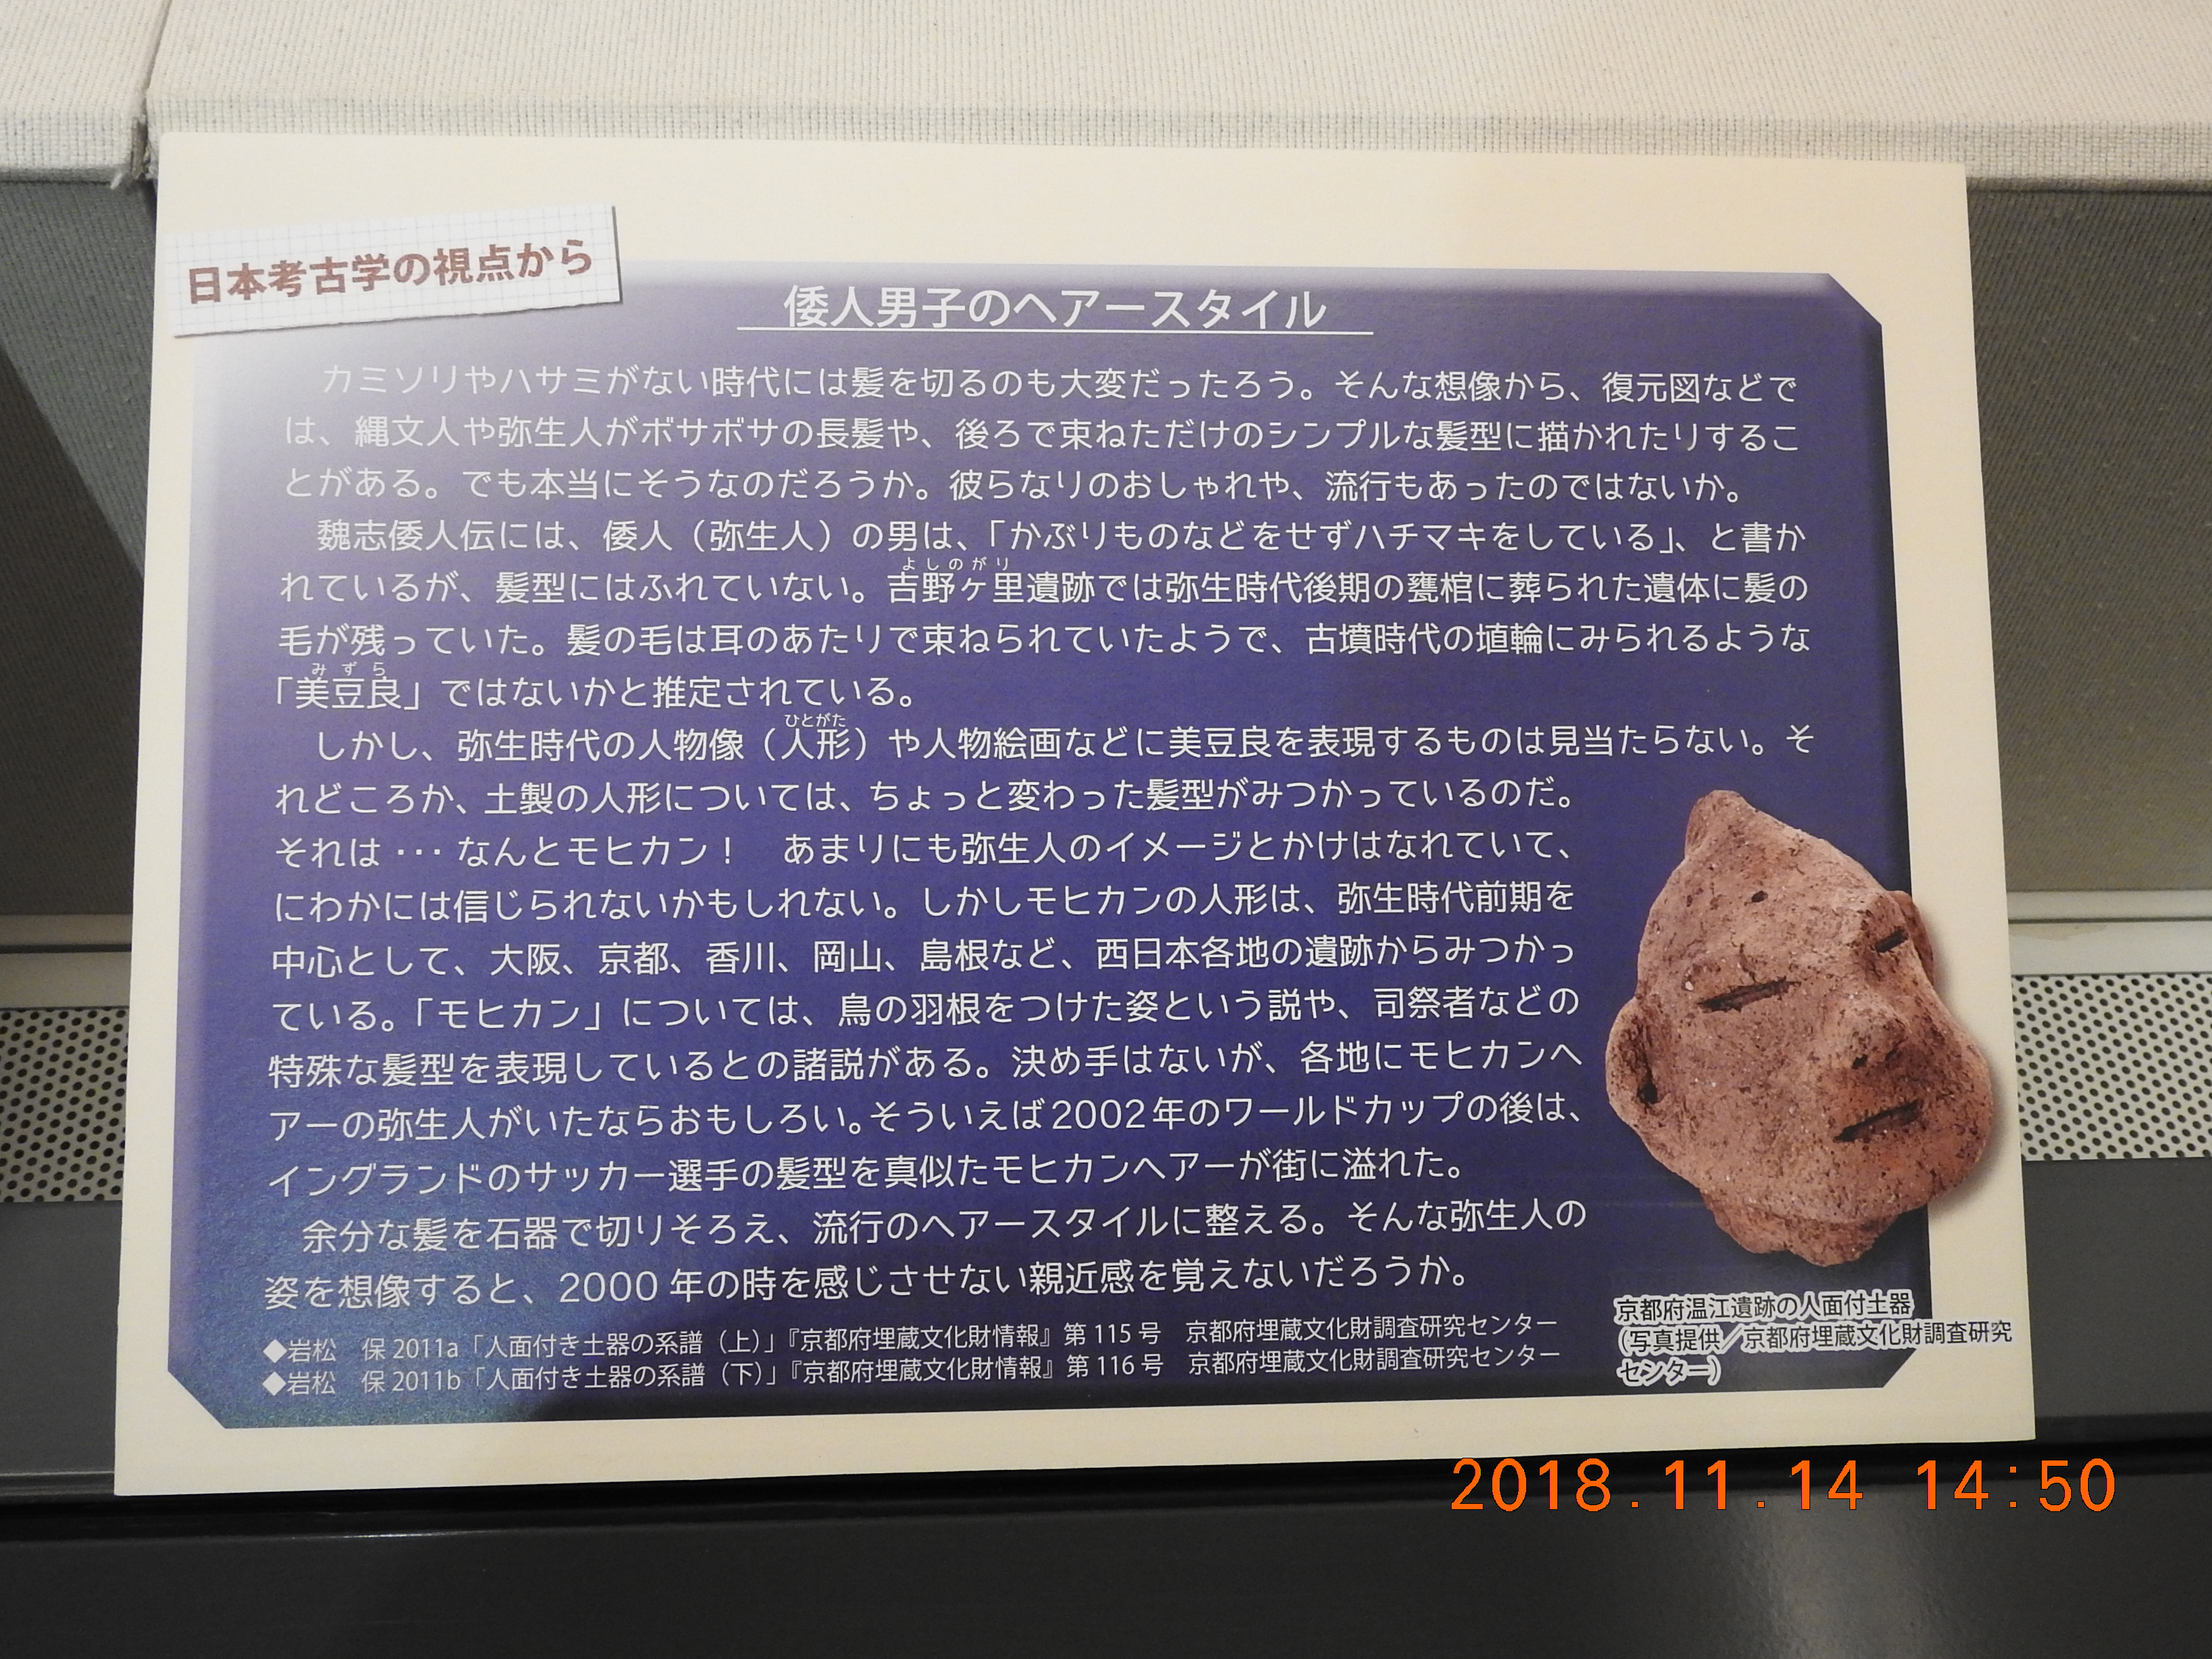 日本考古学の視点から
倭人男子のヘアースタイル
カミソリやハサミがない時代には髪を切るのも大変だったろう。そんな想像から、復元図などで
は、縄文人や弥生人がボサボサの長髪や、後ろで束ねただけのシンプルな髪型に描かれたりするこ
とがある。でも本当にそうなのだろうか。彼らなりのおしゃれや、流行もあったのではないか。
魏志倭人伝には、倭人（弥生人）の男は、「かぶりものなどをせずハチマキをしている」、と書か
よしのがり
れているが、髪型にはふれていない。吉野ヶ里遺跡では弥生時代後期の甕棺に葬られた遺体に髪の
毛が残っていた。髪の毛は耳のあたりで束ねられていたようで、古墳時代の埴輪にみられるような
みずら
「美豆良」ではないかと推定されている。
ひとがた
しかし、弥生時代の人物像（人形）や人物絵画などに美豆良を表現するものは見当たらない。そ
れどころか、土製の人形については、ちょっと変わった髪型がみつかっているのだ。
それは・・・なんとモヒカン！　あまりにも弥生人のイメージとかけはなれていて、
にわかには信じられないかもしれない。しかしモヒカンの人形は、弥生時代前期を
中心として、大阪、京都、香川、岡山、島根など、西日本各地の遺跡からみつかっ
ている。「モヒカン」については、鳥の羽根をつけた姿という説や、司祭者などの
特殊な髪型を表現しているとの諸説がある。決め手はないが、各地にモヒカンヘ
アーの弥生人がいたならおもしろい。そういえば2002年のワールドカップの後は、
イングランドのサッカー選手の髪型を真似たモヒカンヘアーが街に溢れた。
余分な髪を石器で切りそろえ、流行のヘアースタイルに整える。そんな弥生人の
姿を想像すると、2000年の時を感じさせない親近感を覚えないだろうか。
◆岩松　保 2011a「人面付き土器の系譜（上）」『京都府埋蔵文化財情報』第115号　京都府埋蔵文化財調査研究センター
◆岩松　保 2011b「人面付き土器の系譜（下）」『京都府埋蔵文化財情報』第116号　京都府埋蔵文化財調査研究センター
京都府温江遺跡の人面付土器
（写真提供／京都府埋蔵文化財調査研究
センター）
2018.11.14 14:50